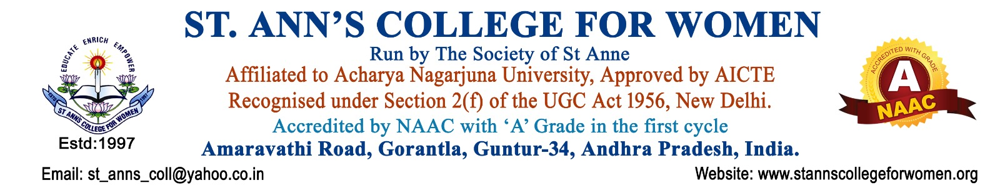 ST. ANN’S COLLEGE FOR WOMEN
Run by The Society of St Anne
Affiliated to Acharya Nagarjuna University, Approved by AICTE
Recognised under Section 2(f) of the UGC Act 1956, New Delhi.
Accredited by NAAC with ‘A’ Grade in the first cycle
Amaravathi Road, Gorantla, Guntur-34, Andhra Pradesh, India.
EDUCATE ENRICH EMPOWER
ESTD 1997
ST ANN'S COLLEGE FOR WOMEN
Estd:1997
ACCREDITED WITH GRADE
A
NAAC
Email: st_anns_coll@yahoo.co.in
Website: www.stannscollegeforwomen.org